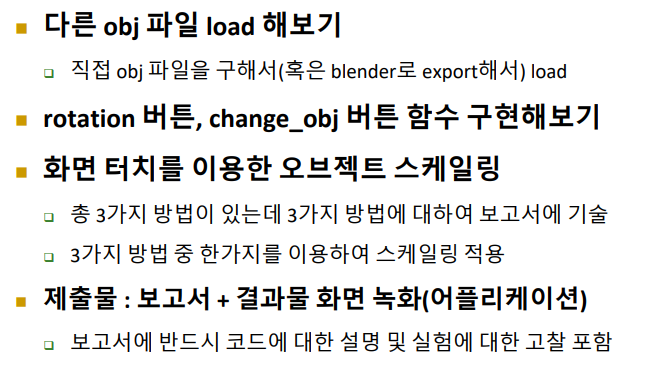 다른 obj 파일 load 해보기
직접 obj 파일을 구해서(혹은 blender로 export해서) load
rotation 버튼, change_obj 버튼 함수 구현해보기
화면 터치를 이용한 오브젝트 스케일링
총 3가지 방법이 있는데 3가지 방법에 대하여 보고서에 기술
3가지 방법 중 한가지를 이용하여 스케일링 적용
제출물 : 보고서 + 결과물 화면 녹화(어플리케이션)
보고서에 반드시 코드에 대한 설명 및 실험에 대한 고찰 포함